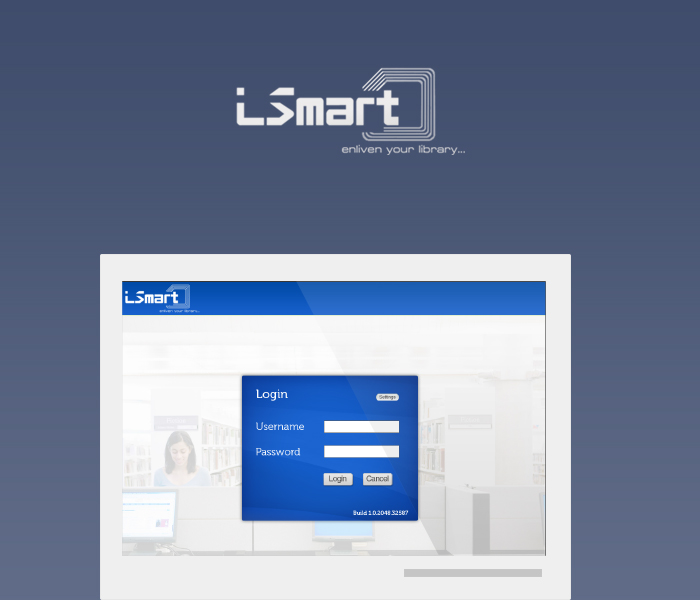 iSmart
enliven your library...
iSmart
enliven your library...
Login
Settings
Username
Password
Login
Cancel
Build 1.0.2048.32587